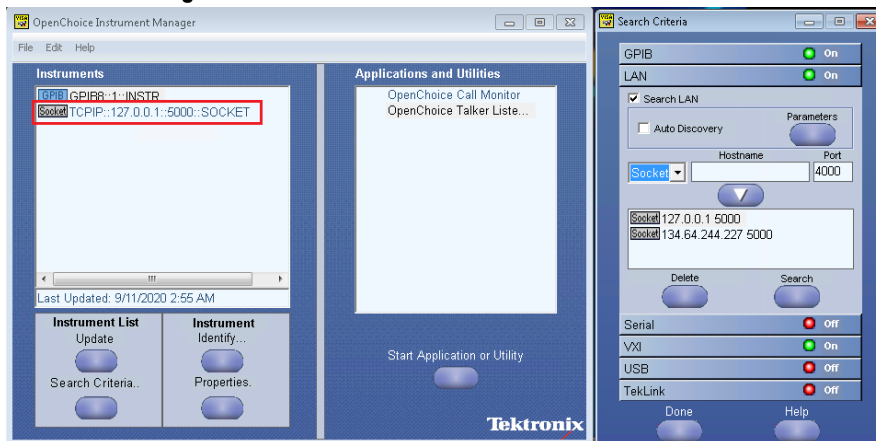 OpenChoice Instrument Manager
File Edit Help
Instruments
GPIB GPIB8::1::INSTR
Socket TCPIP::127.0.0.1::5000::SOCKET
Last Updated: 9/11/2020 2:55 AM
Instrument List
Update
Search Criteria..
Instrument
Identify...
Properties.
Applications and Utilities
OpenChoice Call Monitor
OpenChoice Talker Liste...
Start Application or Utility
Tektronix
Search Criteria
GPIB On
LAN On
Search LAN
Auto Discovery
Parameters
Hostname Port
Socket 4000
Socket 127.0.0.1 5000
Socket 134.64.244.227 5000
Delete Search
Serial Off
VXI On
USB Off
TekLink Off
Done Help